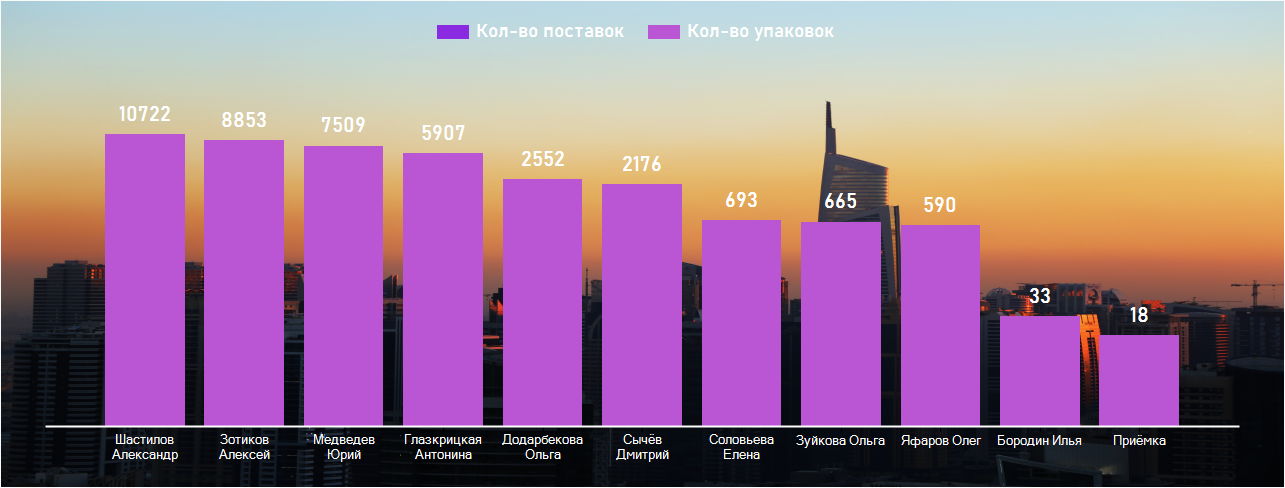 Кол-во поставок Кол-во упаковок
10722
8853
7509
5907
2552
2176
693
665
590
33
18
Шастилов
Александр
Зотиков
Алексей
Медведев
Юрий
Глазкрицкая
Антонина
Додарбекова
Ольга
Сычёв
Дмитрий
Соловьева
Елена
Зуйкова Ольга
Яфаров Олег
Бородин Илья
Приёмка